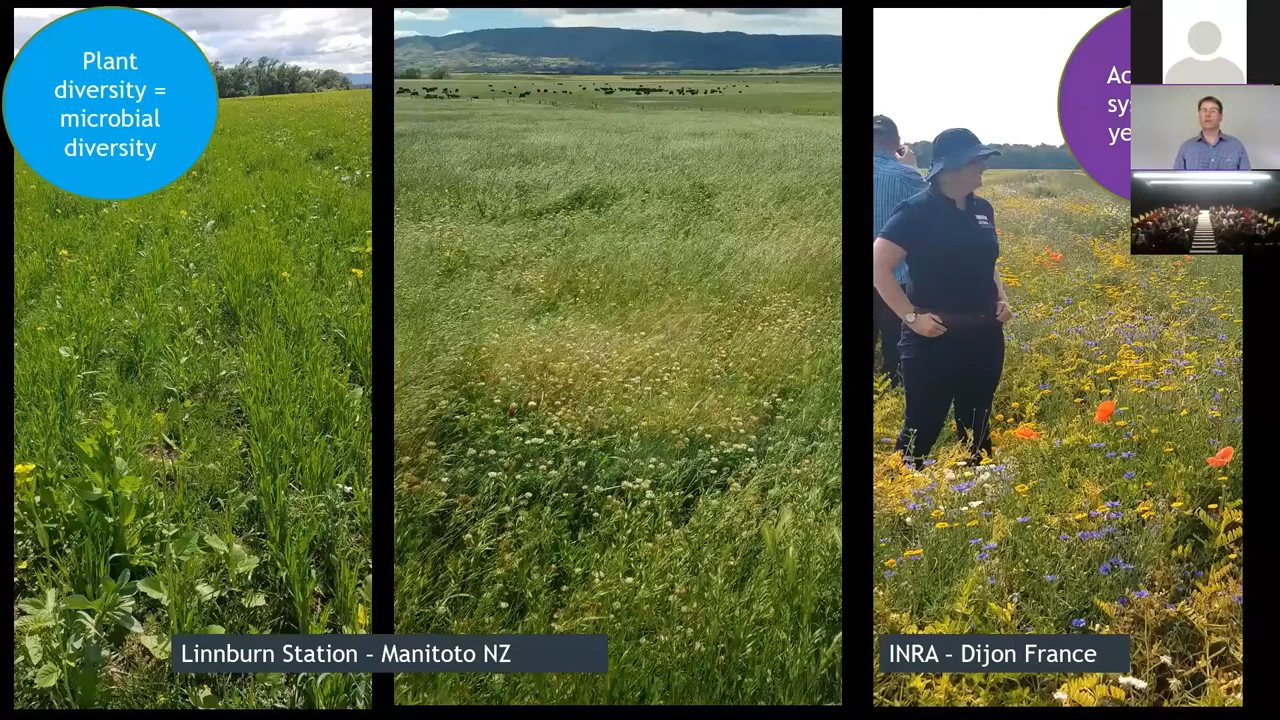 Plant
diversity =
microbial
diversity
Linnburn Station – Manitoto NZ
INRA – Dijon France